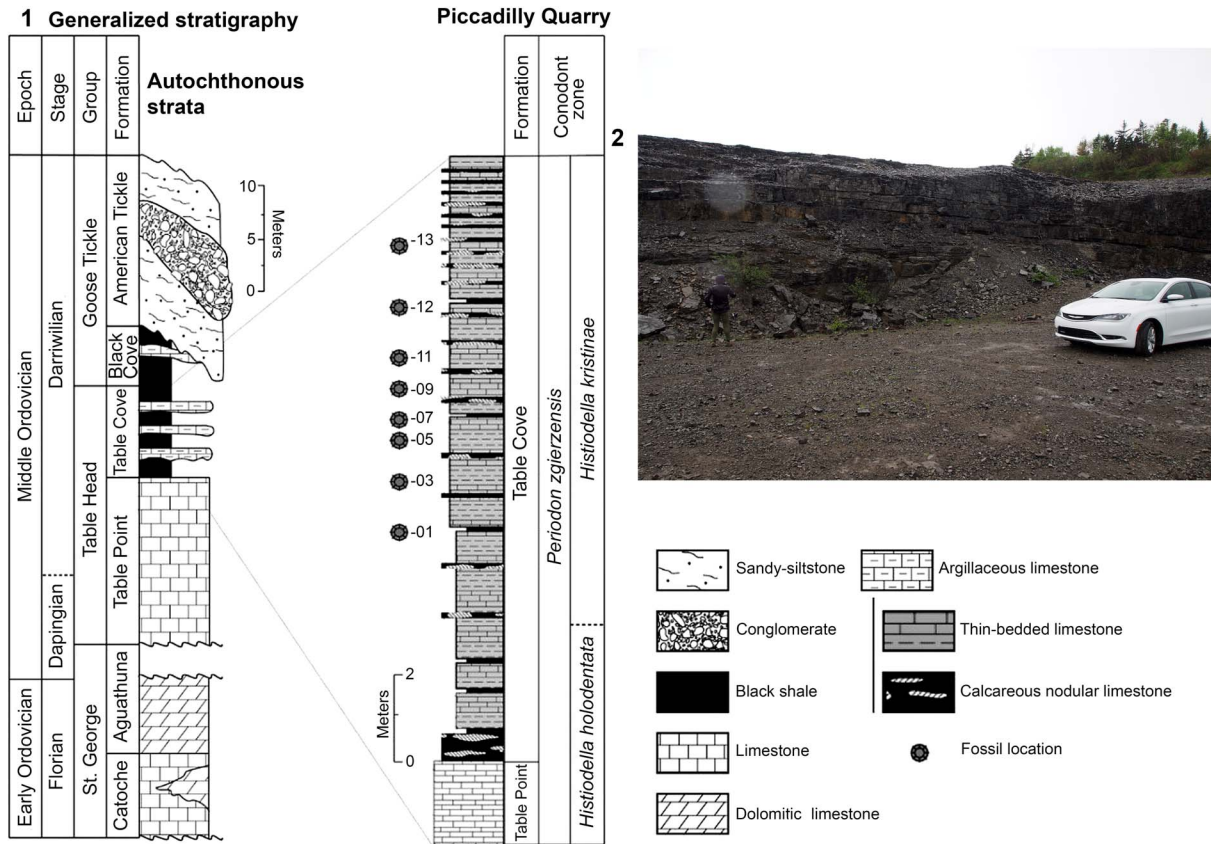 1 Generalized stratigraphy
Piccadilly Quarry
Epoch
Stage
Group
Formation
Autochthonous
strata
Middle Ordovician
Early Ordovician
Darriwilian
Dapingian
Florian
Goose Tickle
Table Head
St. George
American Tickle
Black
Cove
Table Cove
Table Point
Aguathuna
Catoche
10
5
0
Meters
Formation
Conodont
zone
-13
-12
-11
-09
-07
-05
-03
-01
2
0
Meters
Table Cove
Table Point
Periodon zgierzensis
Histiodella kristinae
Histiodella holodentata
2
Sandy-siltstone
Argillaceous limestone
Conglomerate
Thin-bedded limestone
Black shale
Calcareous nodular limestone
Limestone
Fossil location
Dolomitic limestone